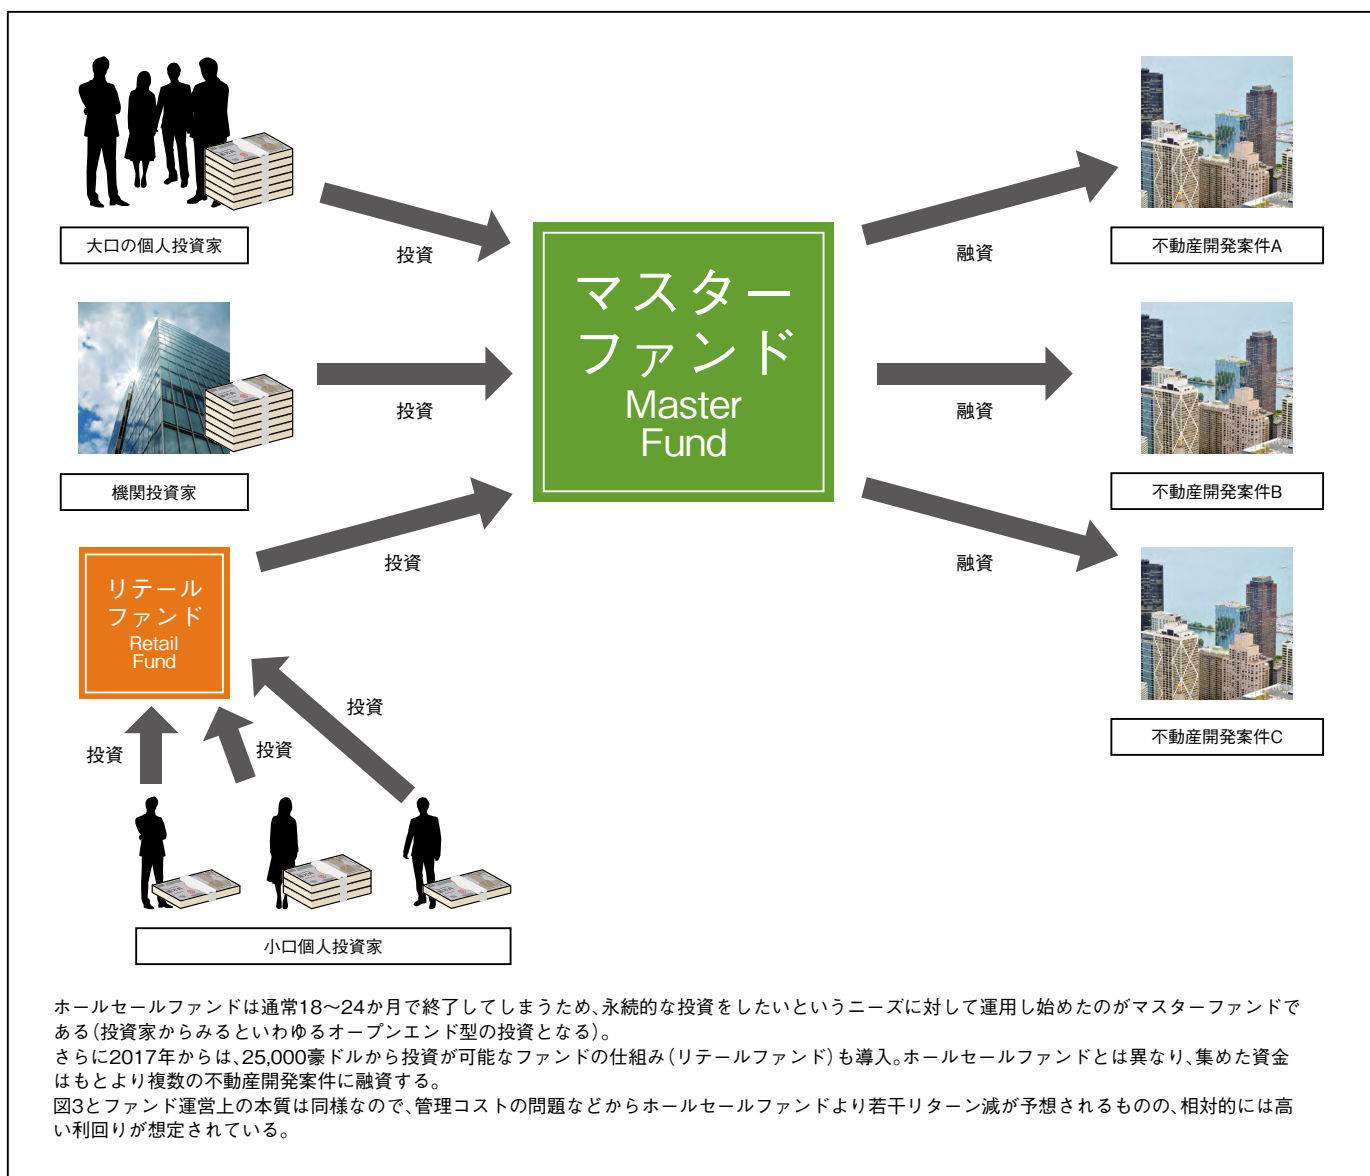 大口の個人投資家
投資
マスター
ファンド
Master
Fund
融資
不動産開発案件A
機関投資家
投資
融資
不動産開発案件B
リテール
ファンド
Retail
Fund
投資
融資
不動産開発案件C
投資
投資
投資
小口個人投資家
ホールセールファンドは通常18〜24か月で終了してしまうため、永続的な投資をしたいというニーズに対して運用し始めたのがマスターファンドで
ある(投資家からみるといわゆるオープンエンド型の投資となる)。
さらに2017年からは、25,000豪ドルから投資が可能なファンドの仕組み(リテールファンド)も導入。ホールセールファンドとは異なり、集めた資金
はもとより複数の不動産開発案件に融資する。
図3とファンド運営上の本質は同様なので、管理コストの問題などからホールセールファンドより若干リターン減が予想されるものの、相対的には高
い利回りが想定されている。